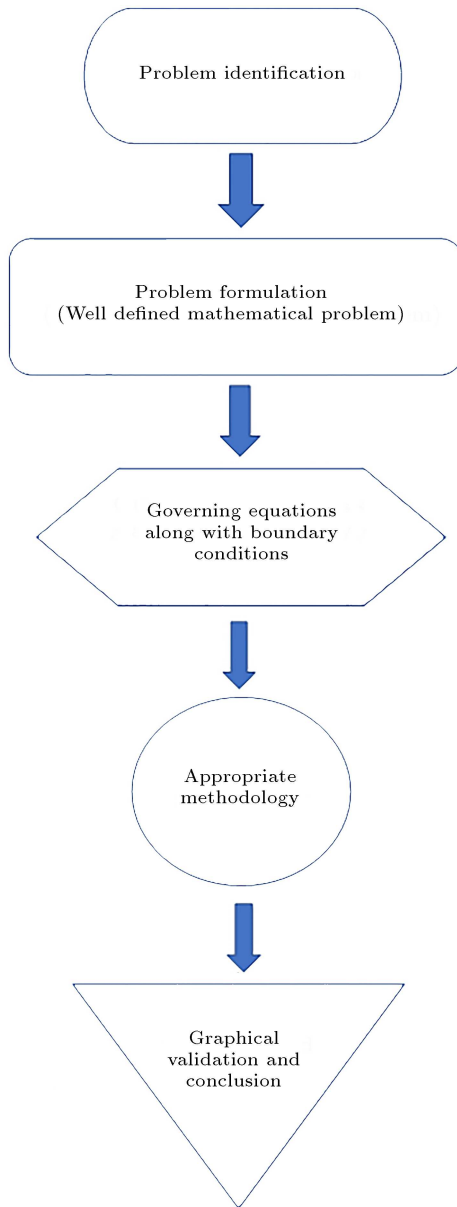 Problem identification
Problem formulation
(Well defined mathematical problem)
Governing equations
along with boundary
conditions
Appropriate
methodology
Graphical
validation and
conclusion